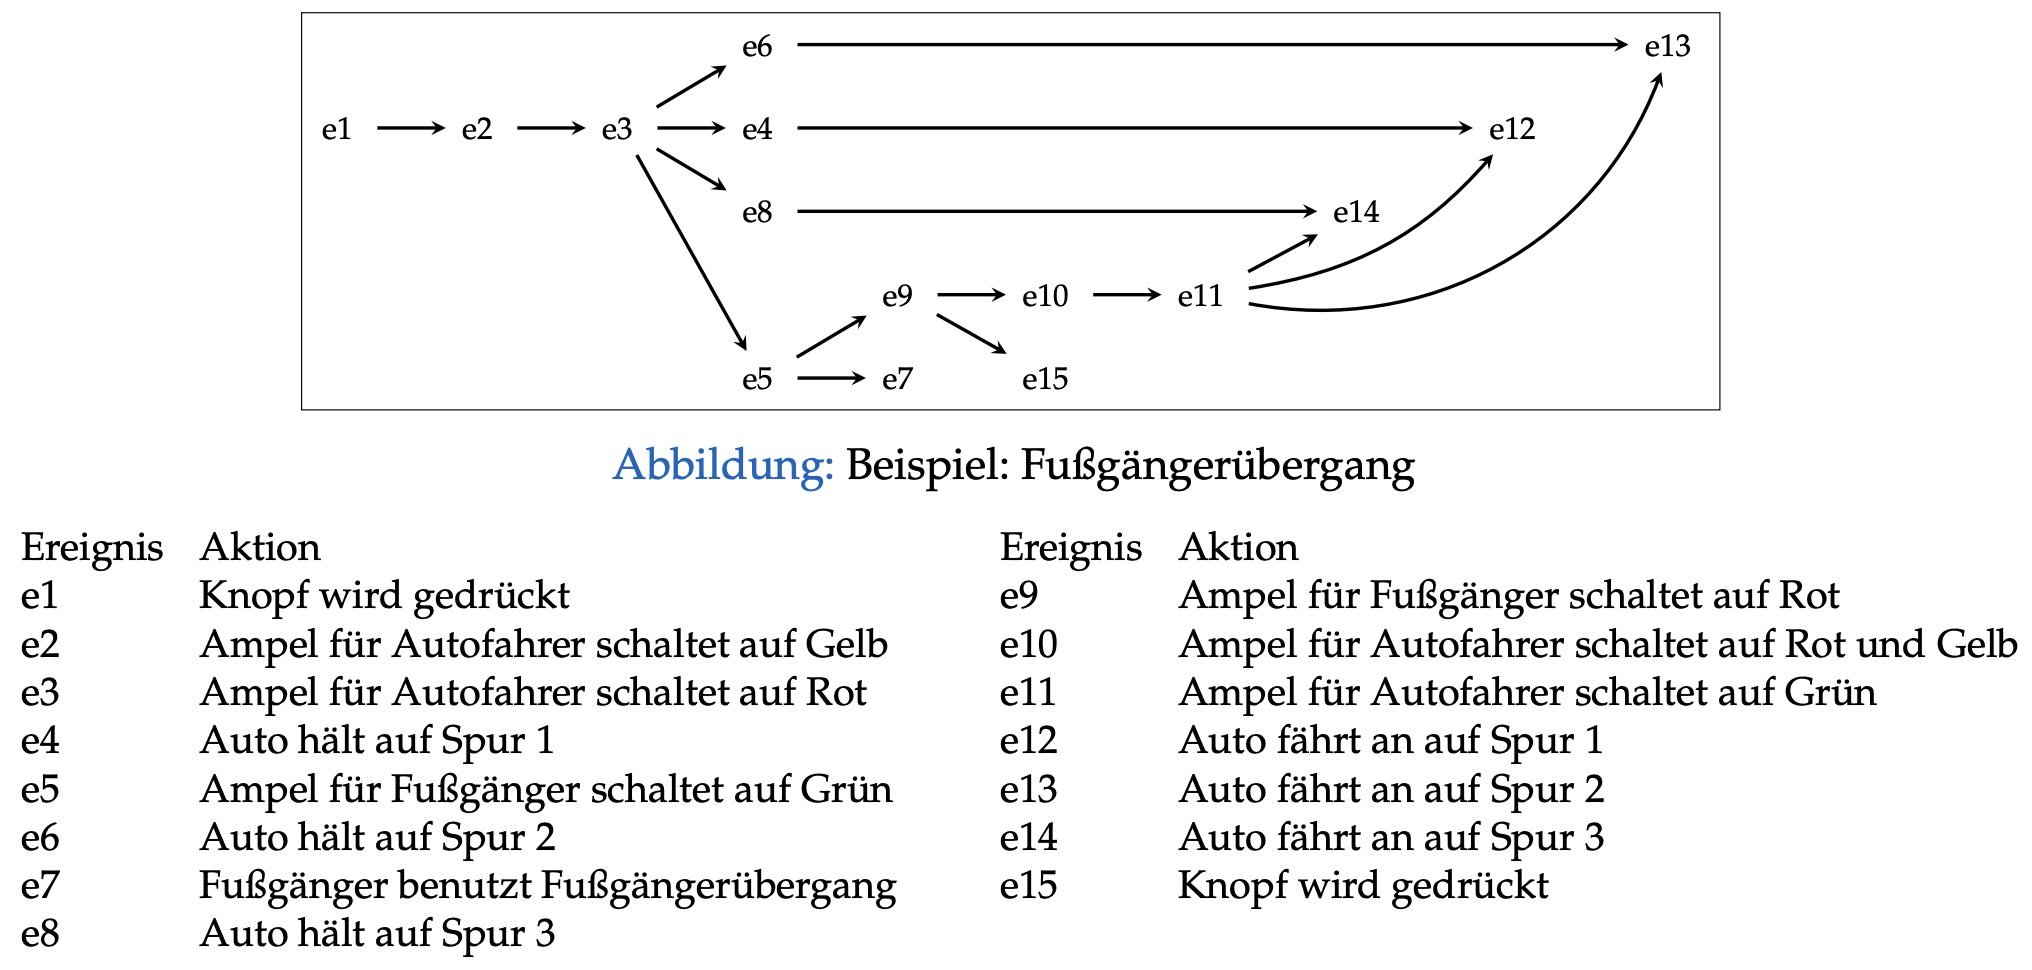 e6 e13
e1 e2 e3 e4 e12
e8 e14
e9 e10 e11
e5 e7 e15
Abbildung: Beispiel: Fußgängerübergang
Ereignis Aktion
e1 Knopf wird gedrückt
e2 Ampel für Autofahrer schaltet auf Gelb
e3 Ampel für Autofahrer schaltet auf Rot
e4 Auto hält auf Spur 1
e5 Ampel für Fußgänger schaltet auf Grün
e6 Auto hält auf Spur 2
e7 Fußgänger benutzt Fußgängerübergang
e8 Auto hält auf Spur 3
Ereignis Aktion
e9 Ampel für Fußgänger schaltet auf Rot
e10 Ampel für Autofahrer schaltet auf Rot und Gelb
e11 Ampel für Autofahrer schaltet auf Grün
e12 Auto fährt an auf Spur 1
e13 Auto fährt an auf Spur 2
e14 Auto fährt an auf Spur 3
e15 Knopf wird gedrückt